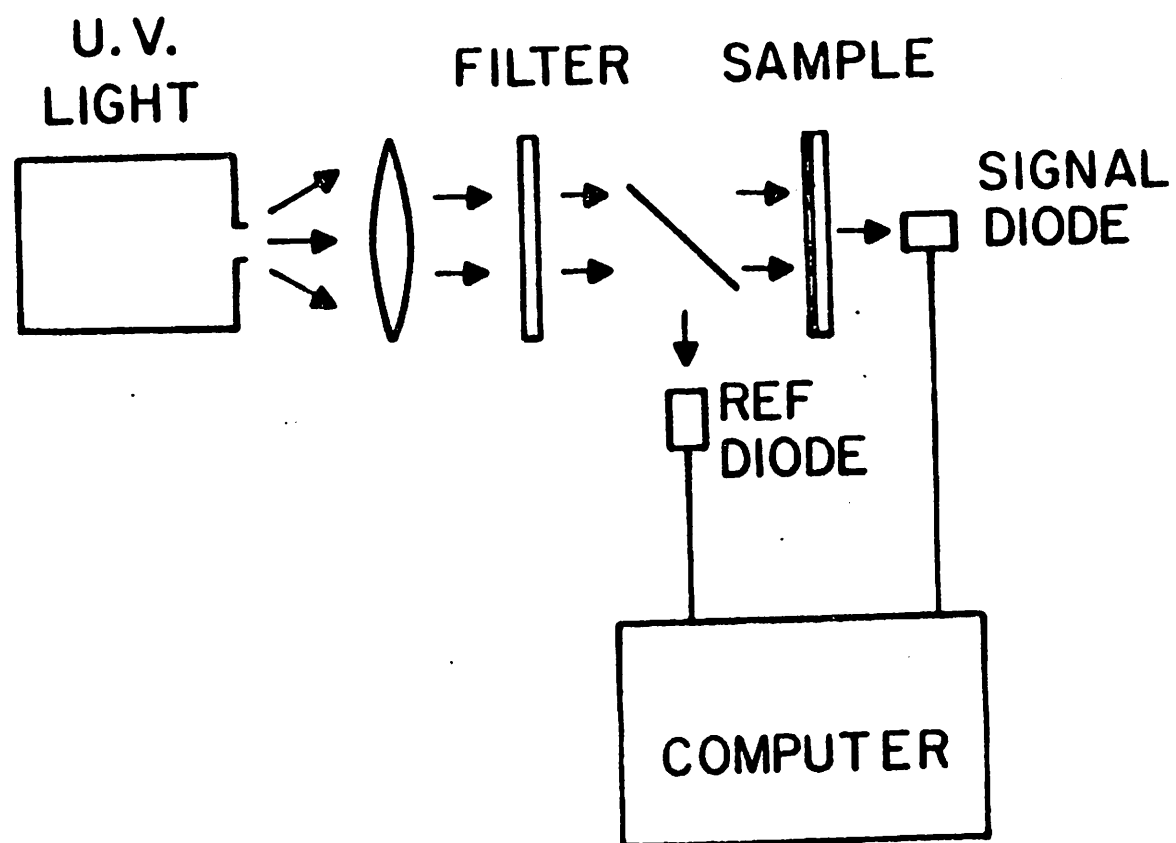 U.V.
LIGHT
FILTER
SAMPLE
SIGNAL
DIODE
REF
DIODE
COMPUTER